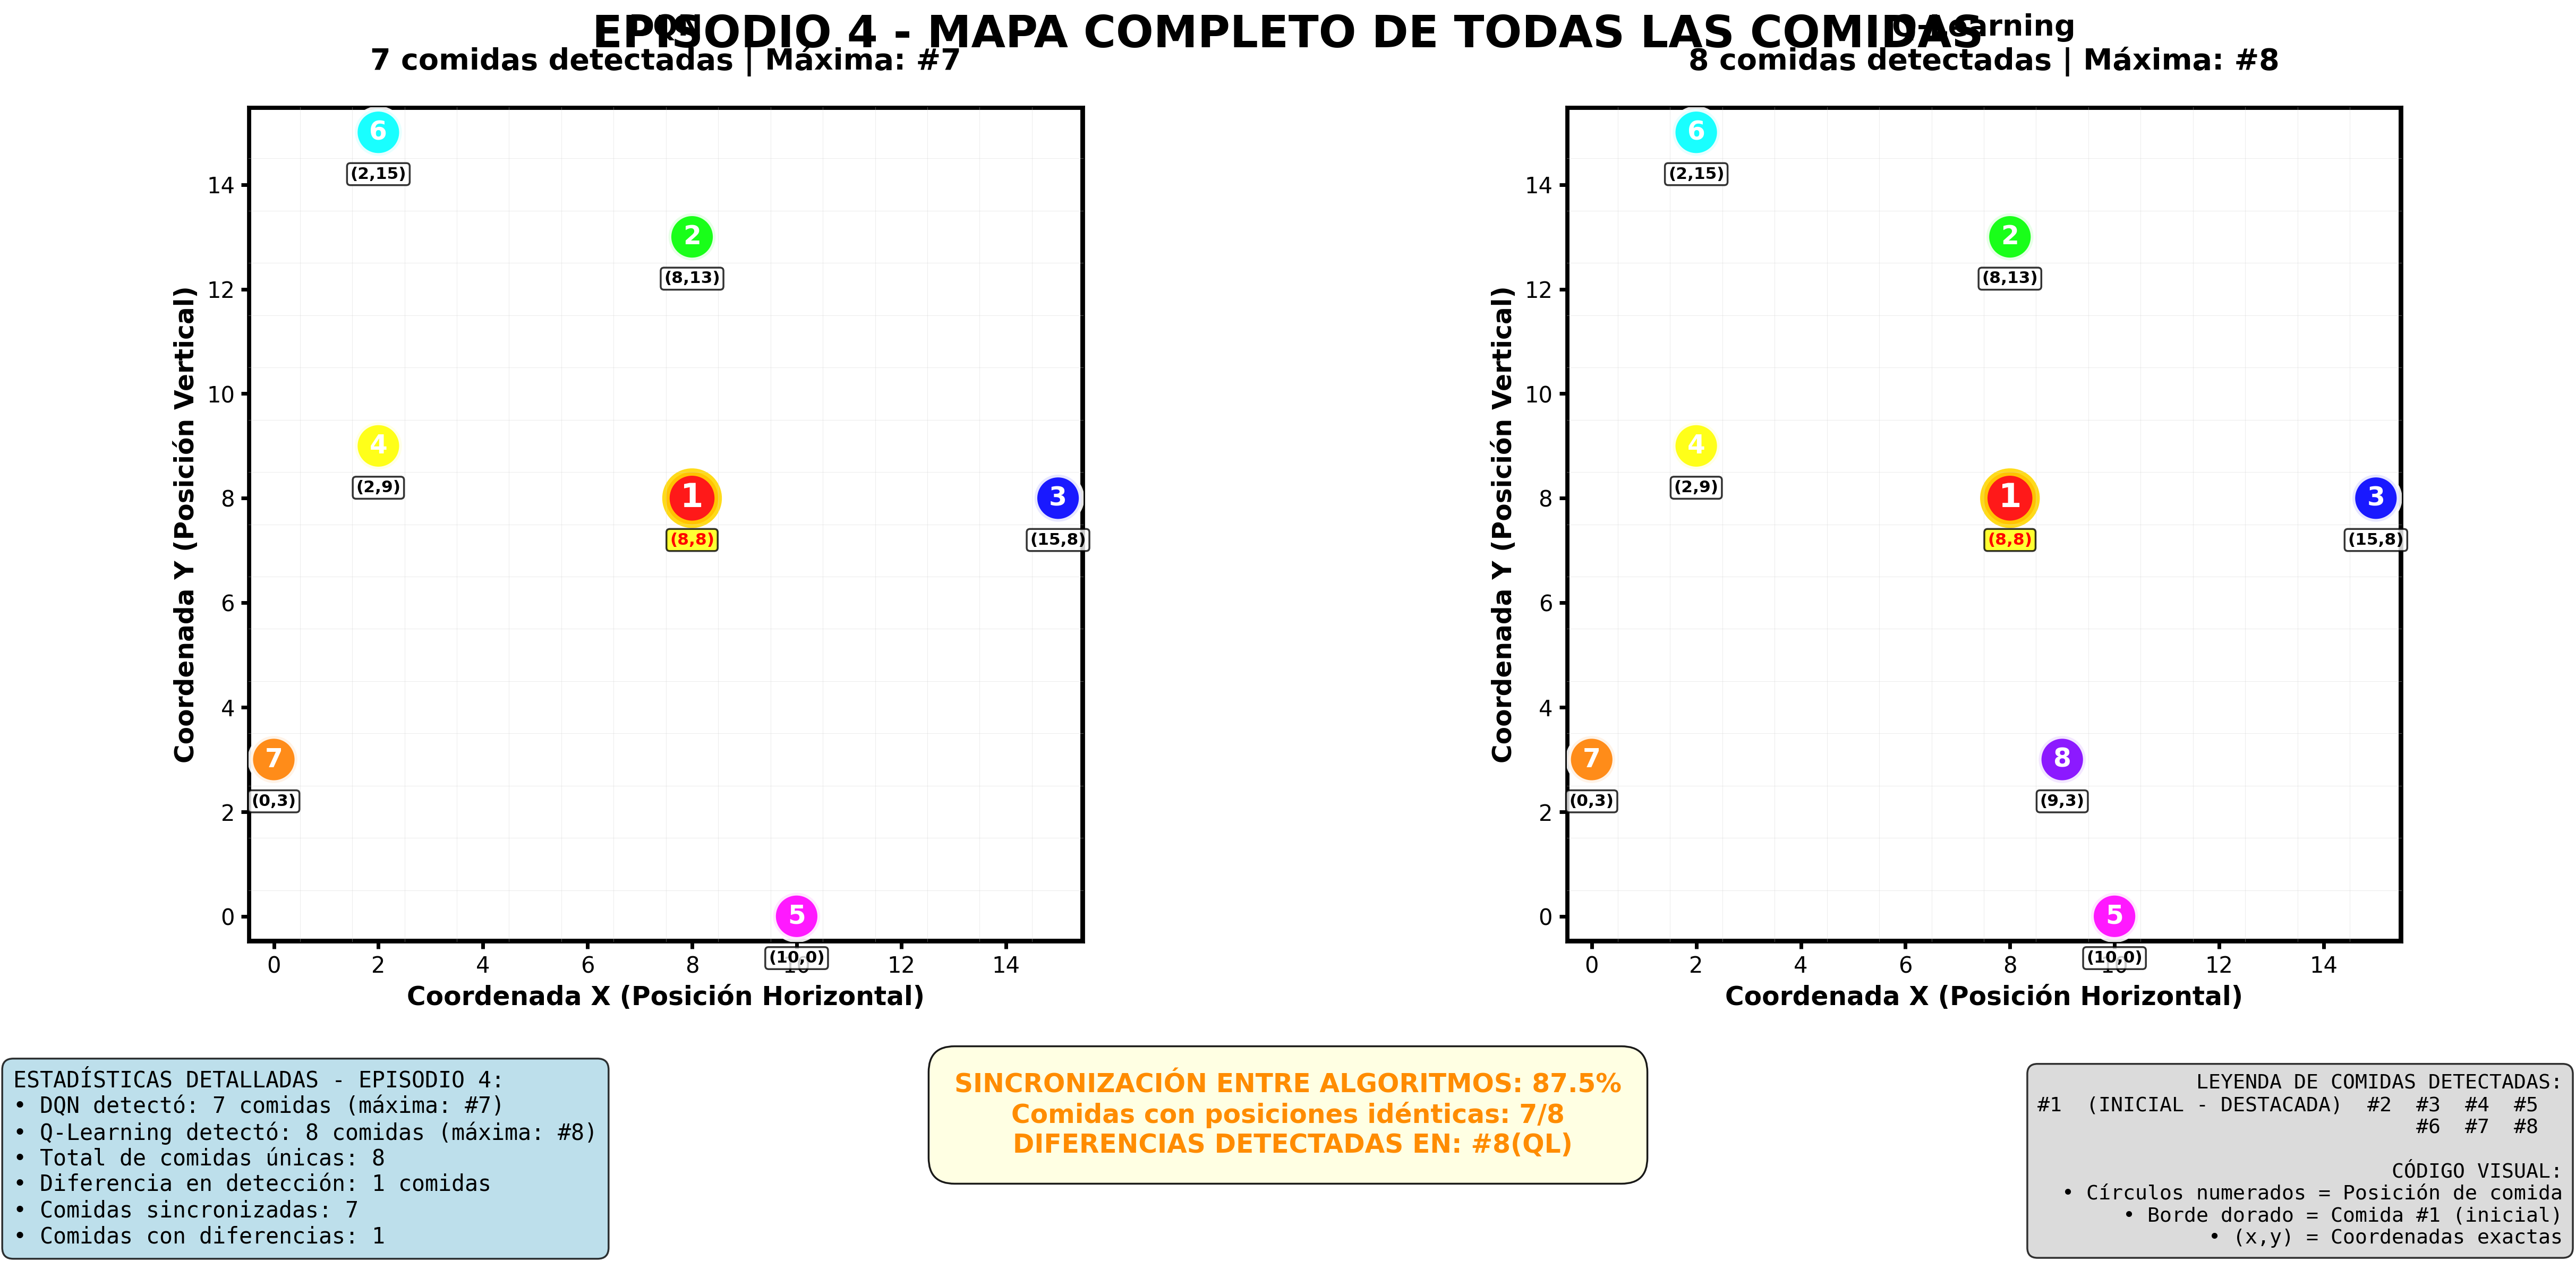 EPISODIO 4 - MAPA COMPLETO DE TODAS LAS COMIDAS
DQN
7 comidas detectadas | Máxima: #7
Coordenada Y (Posición Vertical)
14
12
10
8
6
4
2
0
6
(2,15)
2
(8,13)
4
(2,9)
1
(8,8)
3
(15,8)
7
(0,3)
5
(10,0)
0 2 4 6 8 10 12 14
Coordenada X (Posición Horizontal)
Q-Learning
8 comidas detectadas | Máxima: #8
Coordenada Y (Posición Vertical)
14
12
10
8
6
4
2
0
6
(2,15)
2
(8,13)
4
(2,9)
1
(8,8)
3
(15,8)
7
(0,3)
8
(9,3)
5
(10,0)
0 2 4 6 8 10 12 14
Coordenada X (Posición Horizontal)
ESTADÍSTICAS DETALLADAS - EPISODIO 4:
• DQN detectó: 7 comidas (máxima: #7)
• Q-Learning detectó: 8 comidas (máxima: #8)
• Total de comidas únicas: 8
• Diferencia en detección: 1 comidas
• Comidas sincronizadas: 7
• Comidas con diferencias: 1
SINCRONIZACIÓN ENTRE ALGORITMOS: 87.5%
Comidas con posiciones idénticas: 7/8
DIFERENCIAS DETECTADAS EN: #8(QL)
LEYENDA DE COMIDAS DETECTADAS:
#1 (INICIAL - DESTACADA) #2 #3 #4 #5
#6 #7 #8
CÓDIGO VISUAL:
• Círculos numerados = Posición de comida
• Borde dorado = Comida #1 (inicial)
• (x,y) = Coordenadas exactas